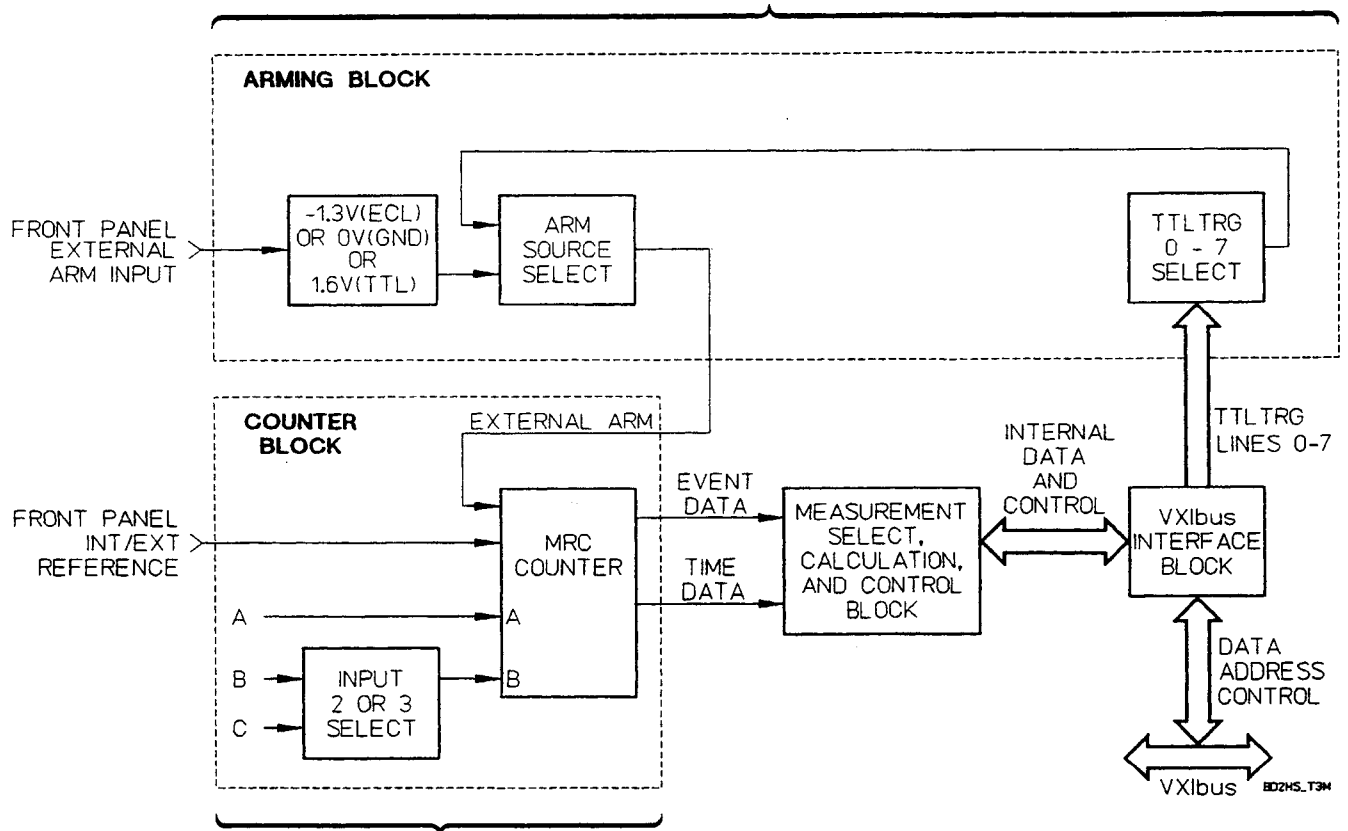 ARMING BLOCK
FRONT PANEL
EXTERNAL
ARM INPUT
-1.3V(ECL)
OR 0V(GND)
OR
1.6V(TTL)
ARM
SOURCE
SELECT
TTLTRG
0 - 7
SELECT
TTLTRG
LINES 0-7
COUNTER
BLOCK
EXTERNAL ARM
FRONT PANEL
INT/EXT
REFERENCE
MRC
COUNTER
A
B
A
B
C
INPUT
2 OR 3
SELECT
EVENT
DATA
TIME
DATA
MEASUREMENT
SELECT,
CALCULATION,
AND CONTROL
BLOCK
INTERNAL
DATA
AND
CONTROL
VXIbus
INTERFACE
BLOCK
DATA
ADDRESS
CONTROL
VXIbus
BD2HS_T3M